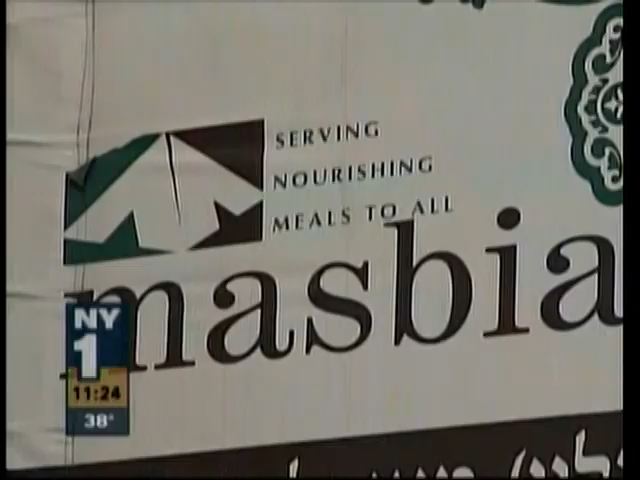 SERVING
NOURISHING
MEALS TO ALL
masbia
NY
1
11:24
38°